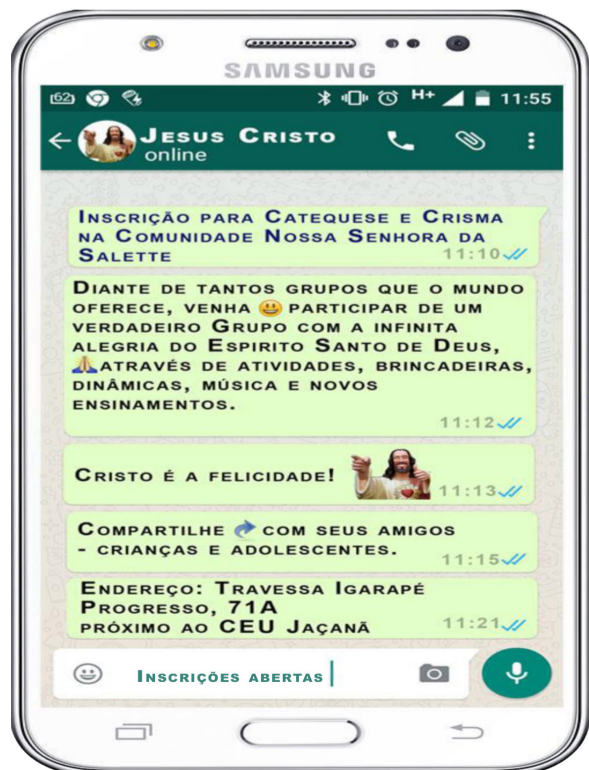 SAMSUNG
62 H+ 11:55
JESUS CRISTO
online
INSCRIÇÃO PARA CATEQUESE E CRISMA
NA COMUNIDADE NOSSA SENHORA DA
SALETTE 11:10
DIANTE DE TANTOS GRUPOS QUE O MUNDO
OFERECE, VENHA 😃 PARTICIPAR DE UM
VERDADEIRO GRUPO COM A INFINITA
ALEGRIA DO ESPIRITO SANTO DE DEUS,
🙏ATRAVÉS DE ATIVIDADES, BRINCADEIRAS,
DINÂMICAS, MÚSICA E NOVOS
ENSINAMENTOS.
11:12
CRISTO É A FELICIDADE!
11:13
COMPARTILHE COM SEUS AMIGOS
- CRIANÇAS E ADOLESCENTES.
11:15
ENDEREÇO: TRAVESSA IGARAPÉ
PROGRESSO, 71A
PRÓXIMO AO CEU JAÇANÃ 11:21
INSCRIÇÕES ABERTAS